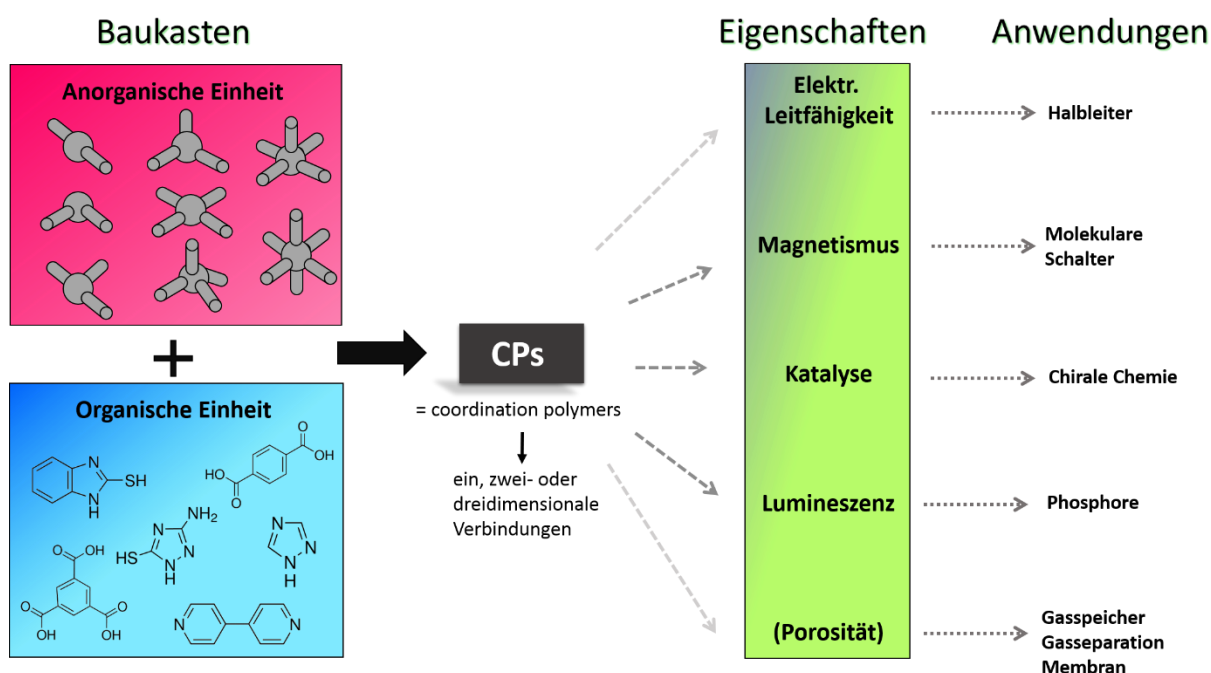 Baukasten
Eigenschaften
Anwendungen
Anorganische Einheit
+
Organische Einheit
N
N
H
SH
O
OH
HO
O
NH₂
N
N
HS
N
H
N
N
N
H
O
OH
O
OH
O
OH
N
N
CPs
= coordination polymers
ein, zwei- oder
dreidimensionale
Verbindungen
Elektr.
Leitfähigkeit
Magnetismus
Katalyse
Lumineszenz
(Porosität)
Halbleiter
Molekulare
Schalter
Chirale Chemie
Phosphore
Gasspeicher
Gasseparation
Membran